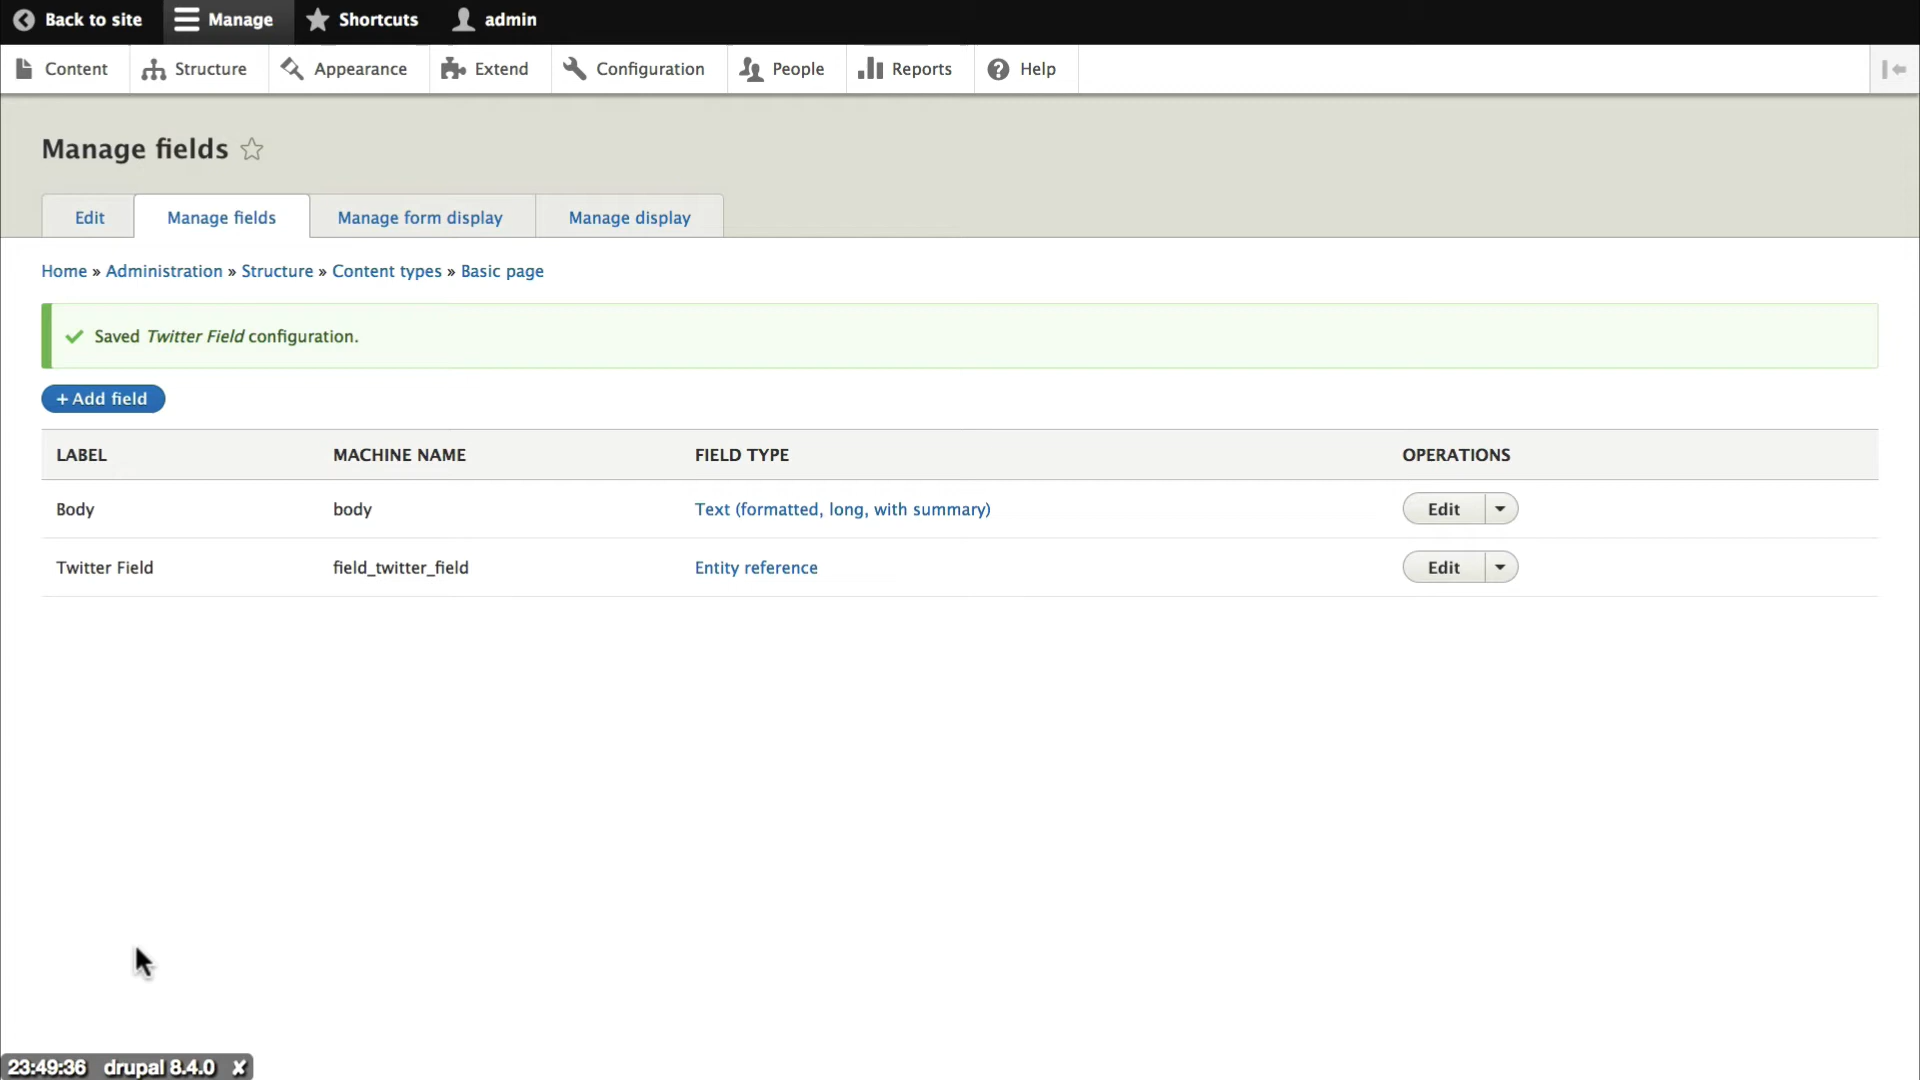 Back to site Manage Shortcuts admin
Content Structure Appearance Extend Configuration People Reports Help
Manage fields
Edit Manage fields Manage form display Manage display
Home » Administration » Structure » Content types » Basic page
Saved Twitter Field configuration.
+ Add field
LABEL MACHINE NAME FIELD TYPE OPERATIONS
Body body Text (formatted, long, with summary) Edit
Twitter Field field_twitter_field Entity reference Edit
23:49:36 drupal 8.4.0 ✘